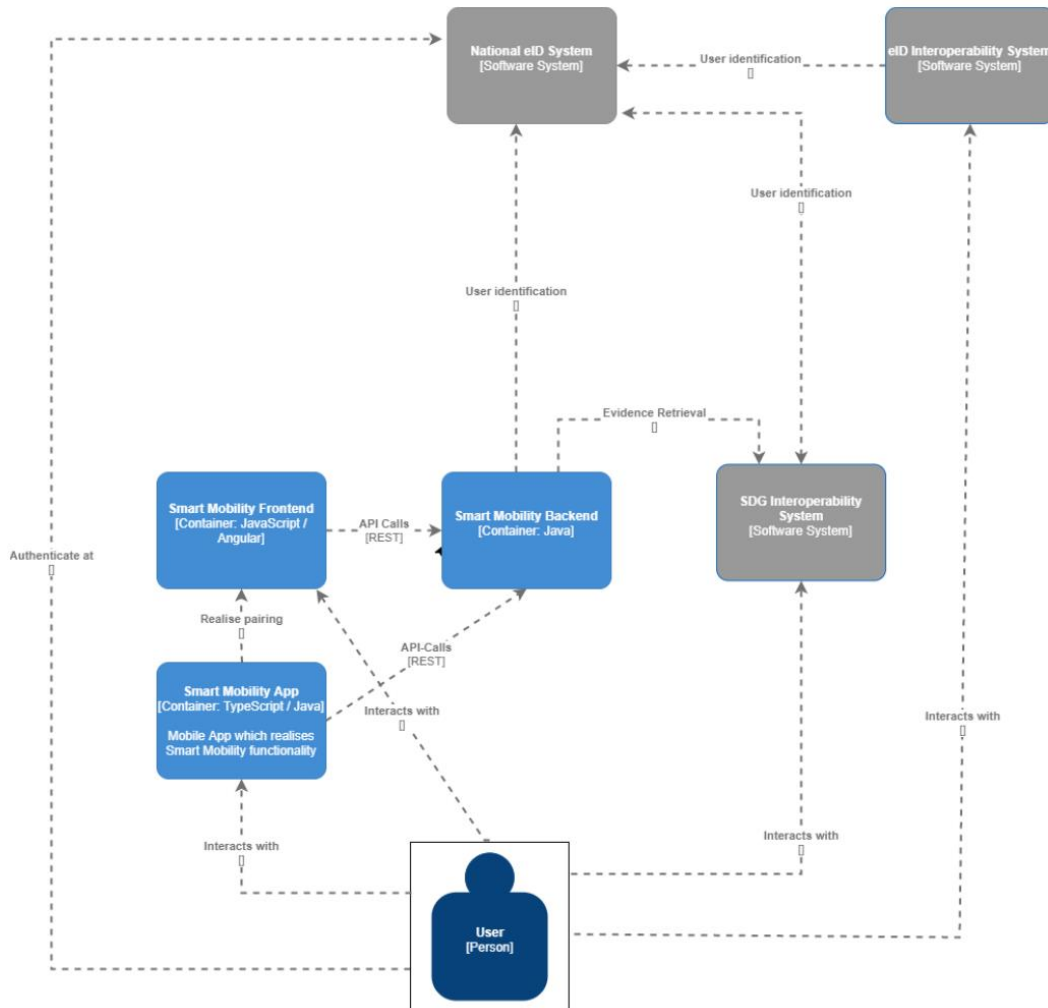 National eID System
[Software System]
eID Interoperability System
[Software System]
User identification
[]
User identification
[]
User identification
[]
Evidence Retrieval
[]
Smart Mobility Frontend
[Container: JavaScript /
Angular]
API Calls
[REST]
Smart Mobility Backend
[Container: Java]
SDG Interoperability
System
[Software System]
Authenticate at
[]
Realise pairing
[]
API-Calls
[REST]
Smart Mobility App
[Container: TypeScript / Java]
Mobile App which realises
Smart Mobility functionality
Interacts with
[]
Interacts with
[]
Interacts with
[]
Interacts with
[]
User
[Person]